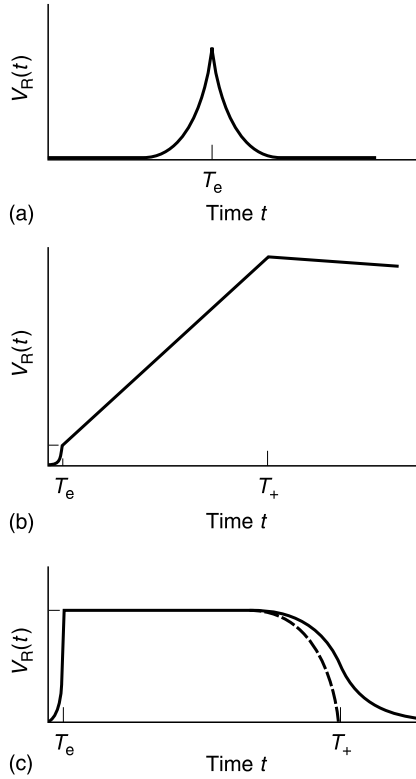 V_R(t)
T_e
(a) Time t
V_R(t)
T_e T_+
(b) Time t
V_R(t)
T_e T_+
(c) Time t